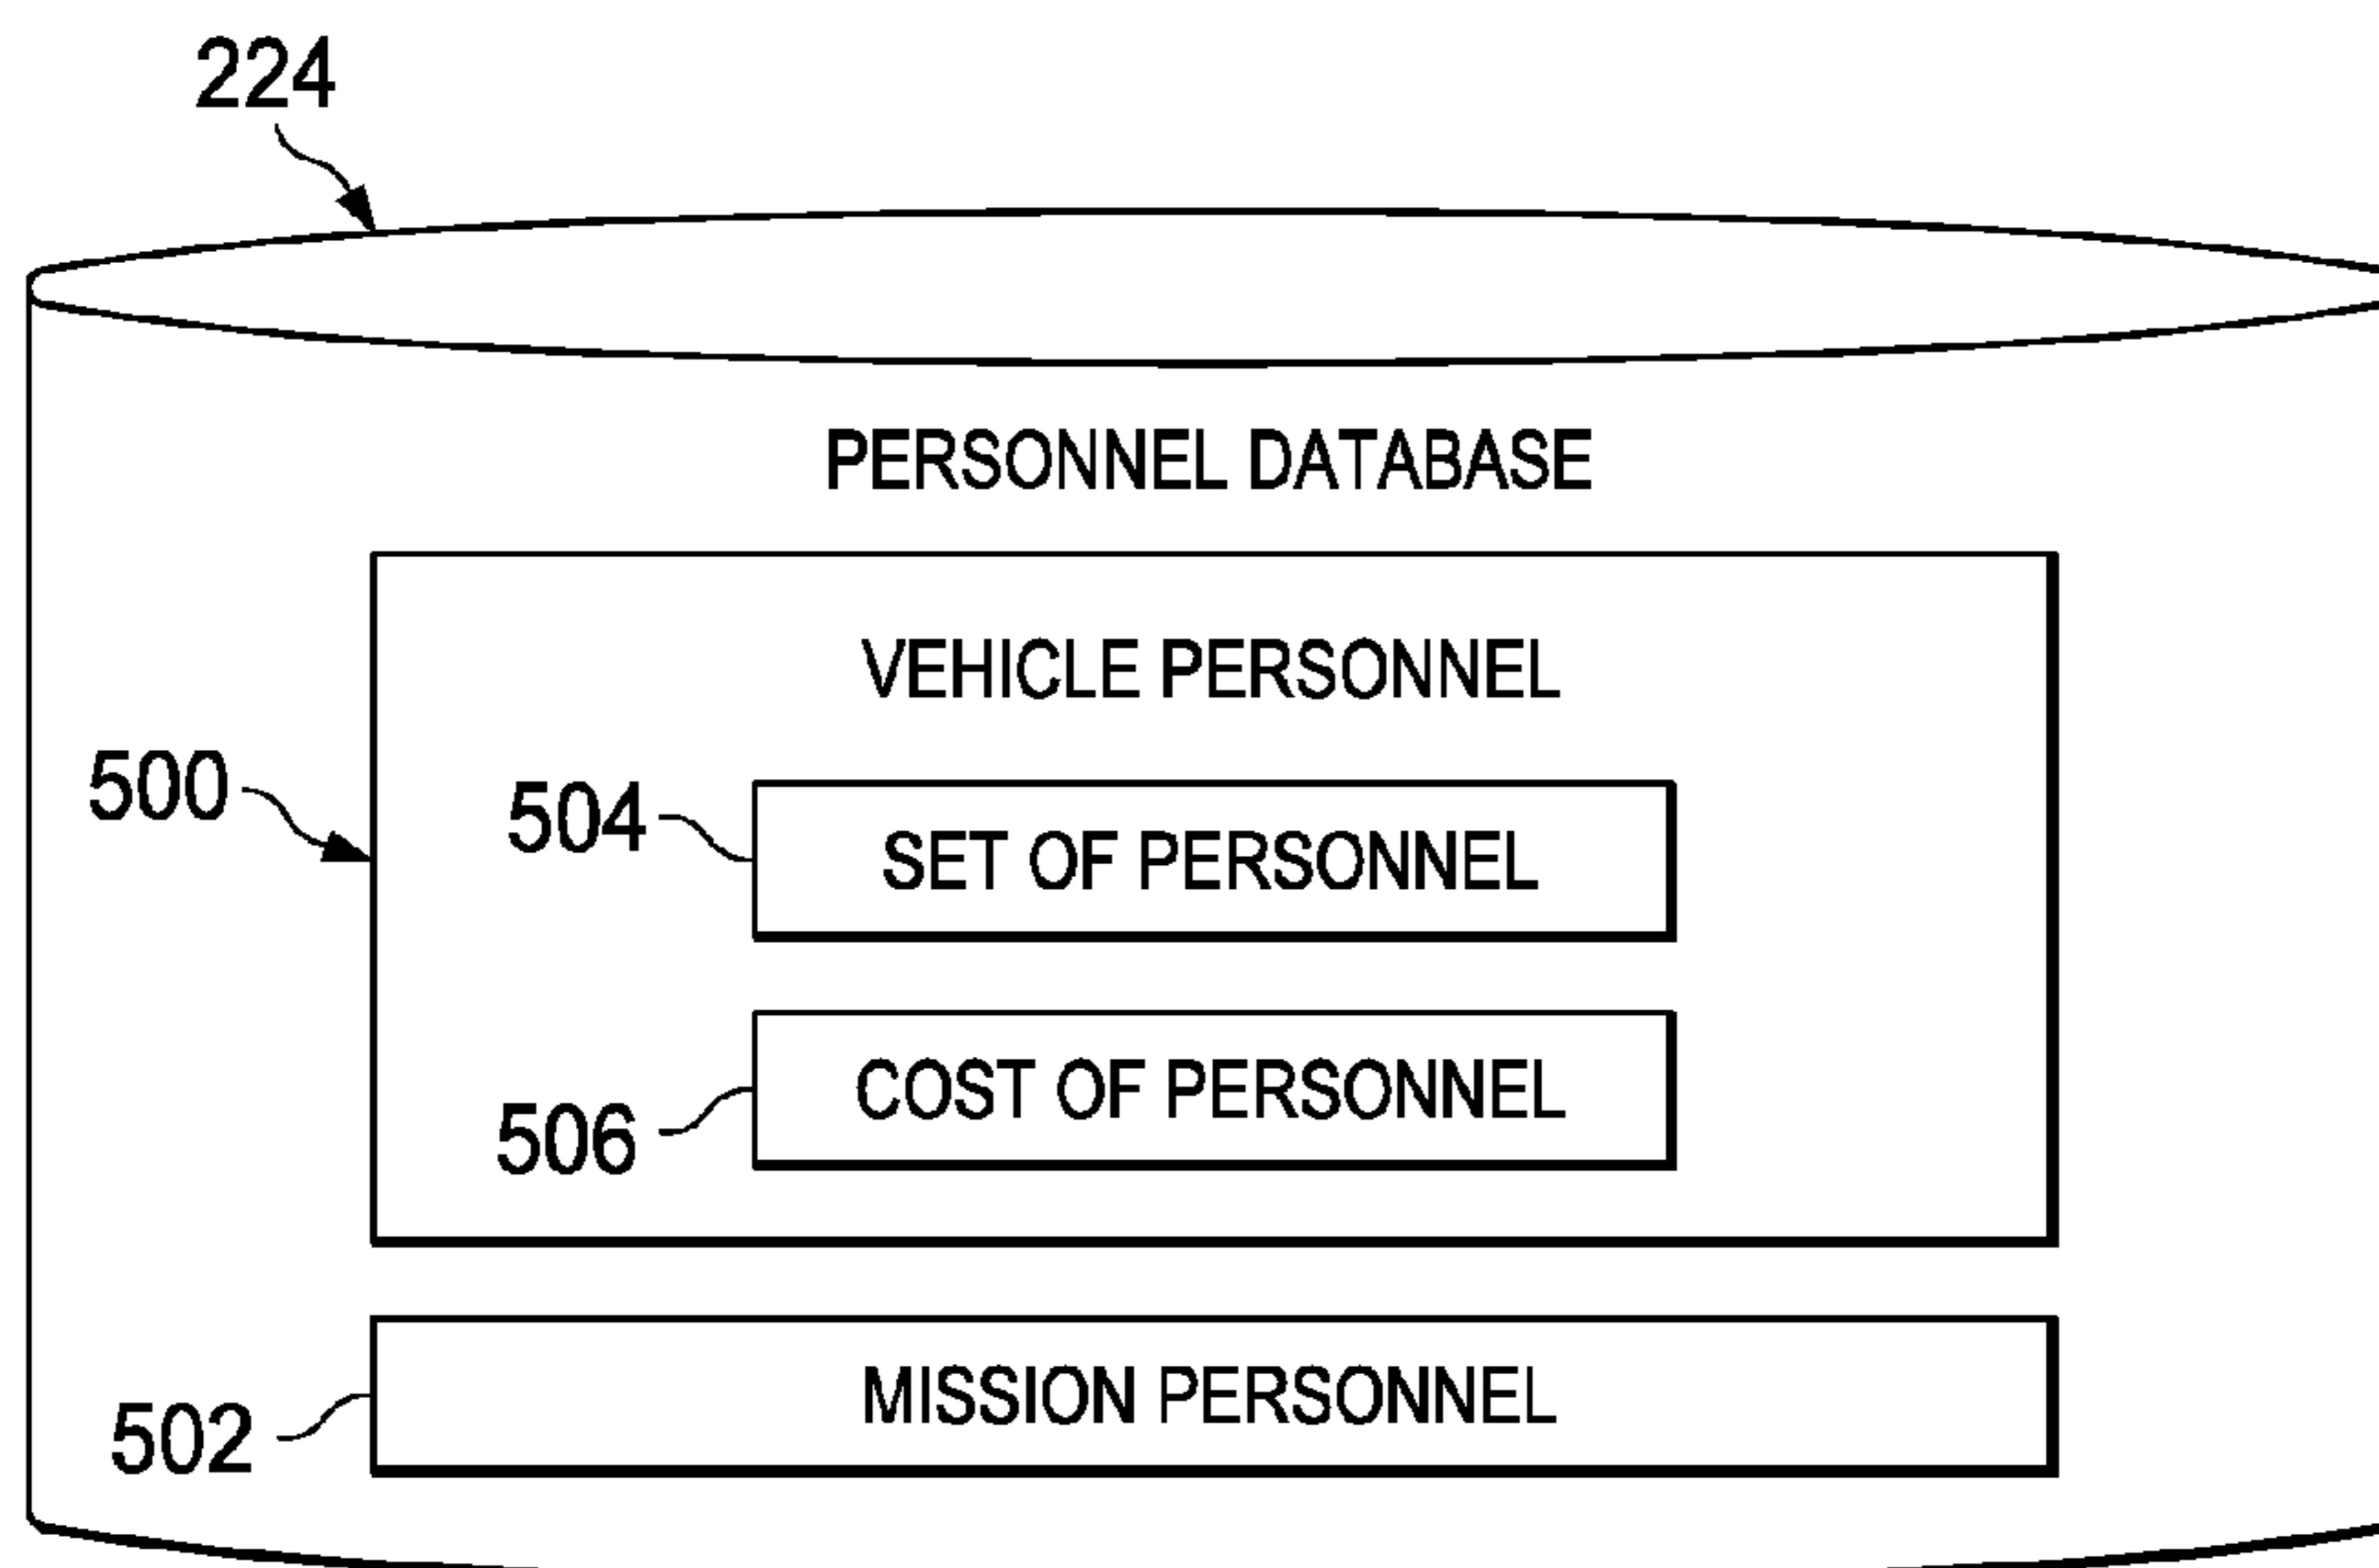 224
PERSONNEL DATABASE
VEHICLE PERSONNEL
500
504
SET OF PERSONNEL
COST OF PERSONNEL
506
MISSION PERSONNEL
502